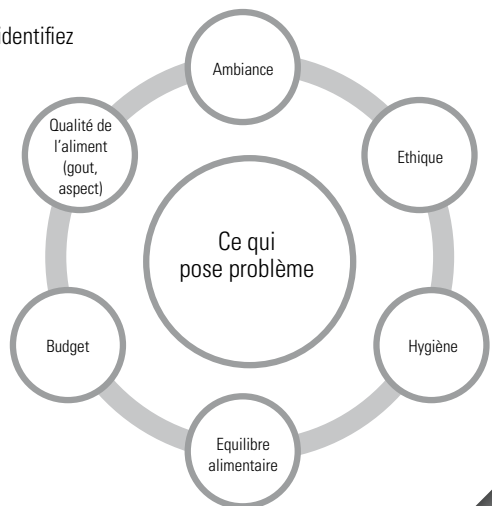 identifiez
Ambiance
Qualité de
l'aliment
(gout,
aspect)
Ethique
Ce qui
pose problème
Budget
Hygiène
Equilibre
alimentaire